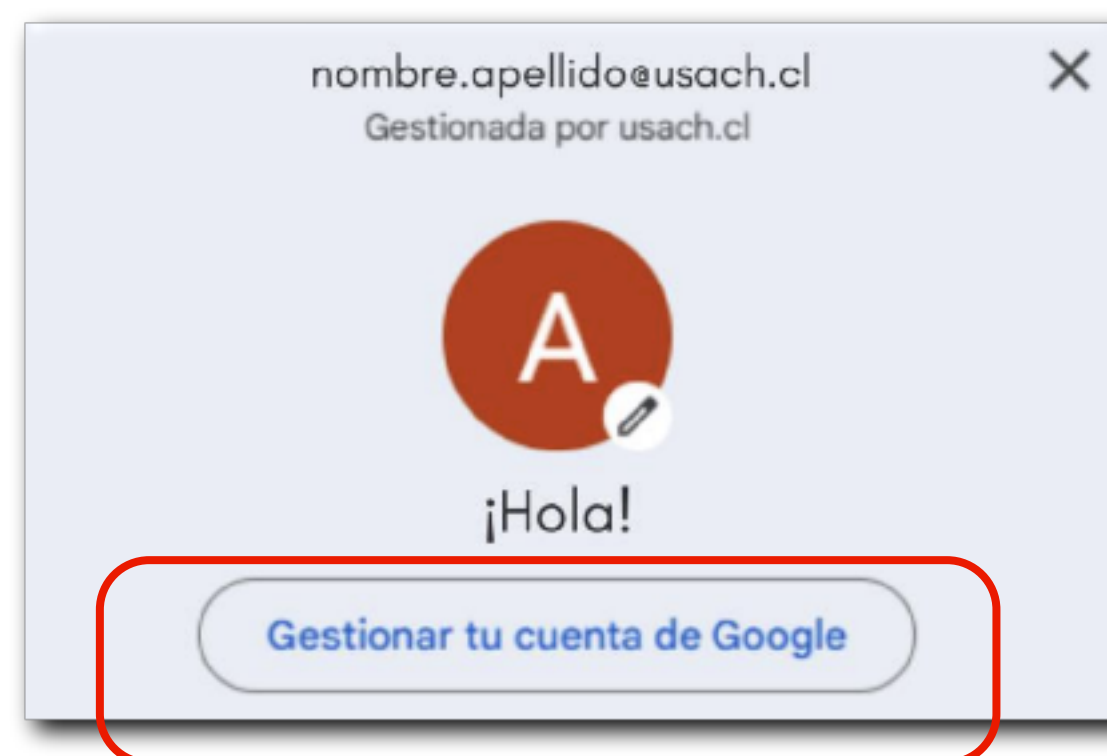 nombre.apellido@usach.cl
Gestionada por usach.cl
A
¡Hola!
Gestionar tu cuenta de Google